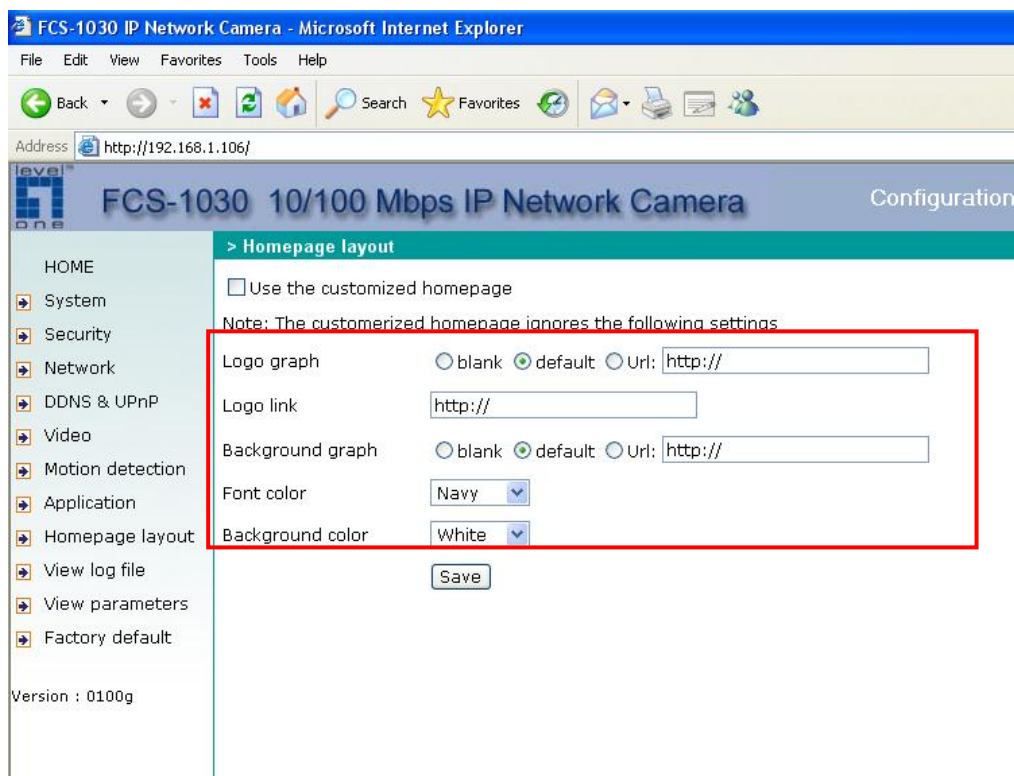 FCS-1030 IP Network Camera - Microsoft Internet Explorer
File Edit View Favorites Tools Help
Back Search Favorites
Address http://192.168.1.106/
level one
FCS-1030 10/100 Mbps IP Network Camera Configuration
> Homepage layout
HOME
System
Security
Network
DDNS & UPnP
Video
Motion detection
Application
Homepage layout
View log file
View parameters
Factory default
Version : 0100g
Use the customized homepage
Note: The customerized homepage ignores the following settings
Logo graph blank default Url: http://
Logo link http://
Background graph blank default Url: http://
Font color Navy
Background color White
Save